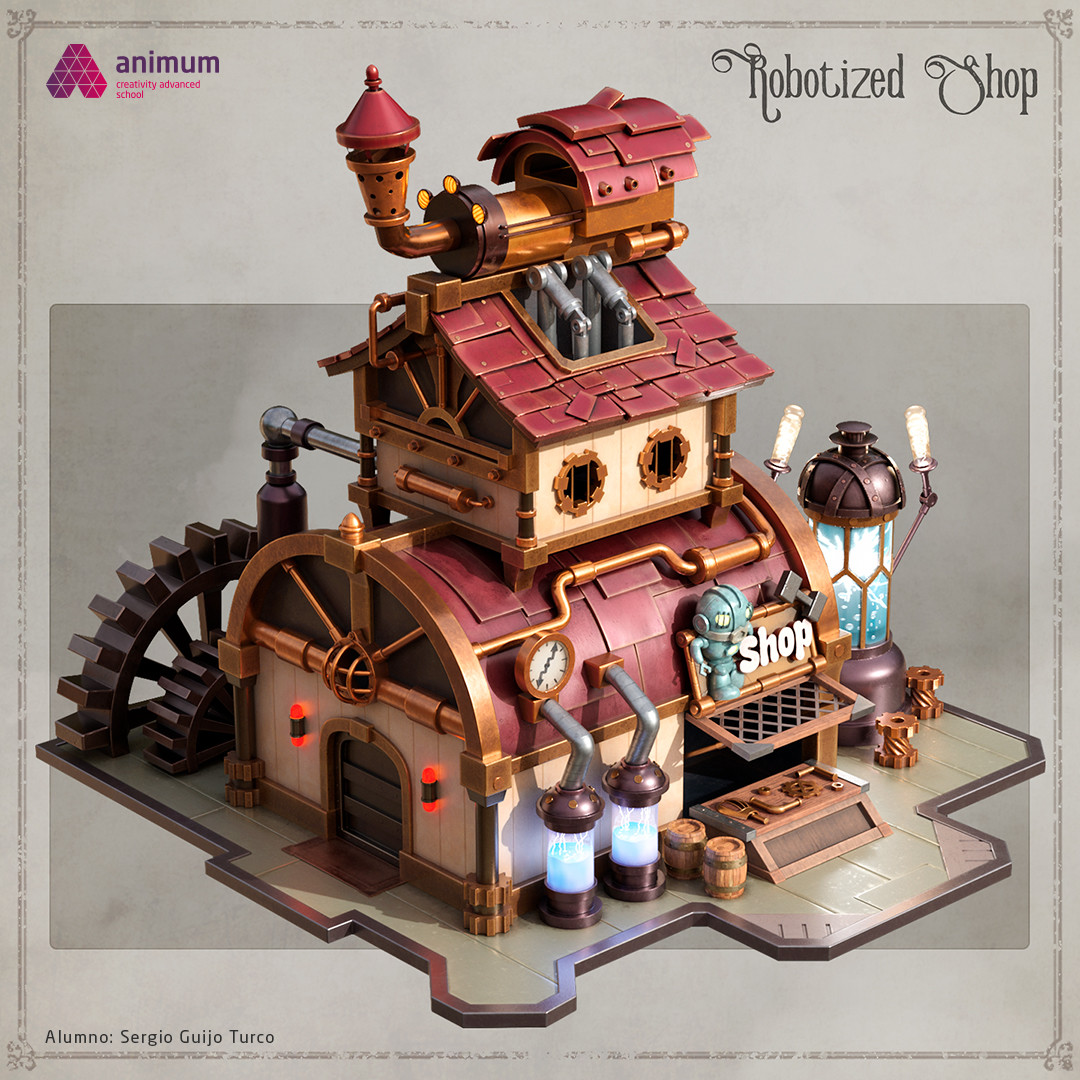 animum
creativity advanced
school
Robotized Shop
Shop
Alumno: Sergio Guijo Turco